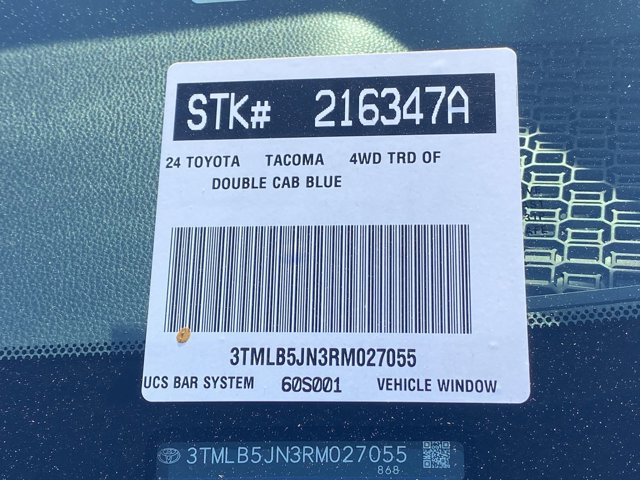 STK# 216347A
24 TOYOTA TACOMA 4WD TRD OF
DOUBLE CAB BLUE
3TMLB5JN3RM027055
UCS BAR SYSTEM 60S001 VEHICLE WINDOW
3TMLB5JN3RM027055
868